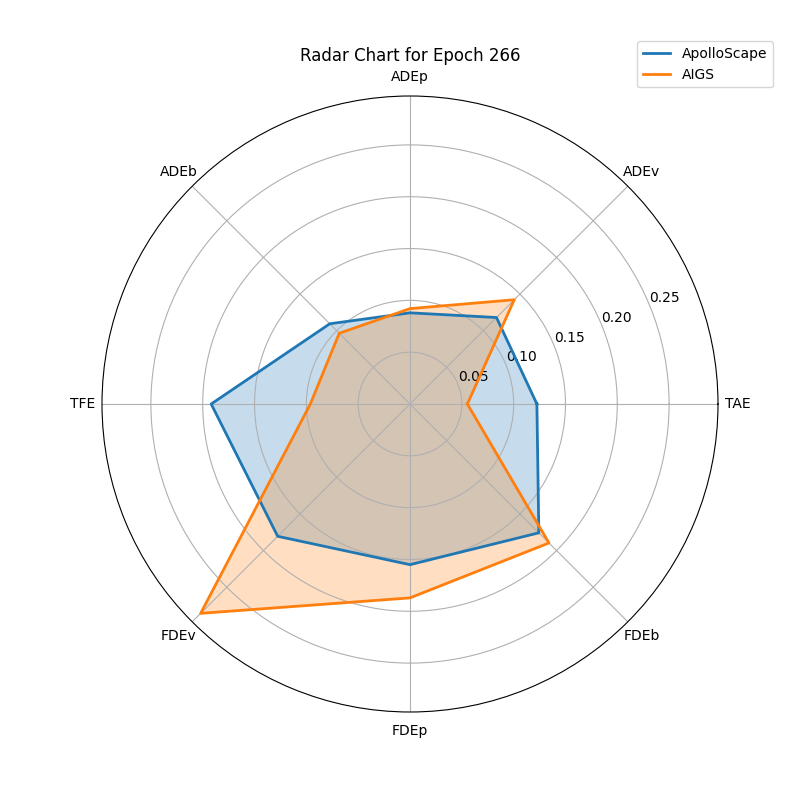 Radar Chart for Epoch 266
ApolloScape
AIGS
ADEp
ADEb
ADEv
0.25
0.20
0.15
0.10
0.05
TFE
TAE
FDEv
FDEb
FDEp